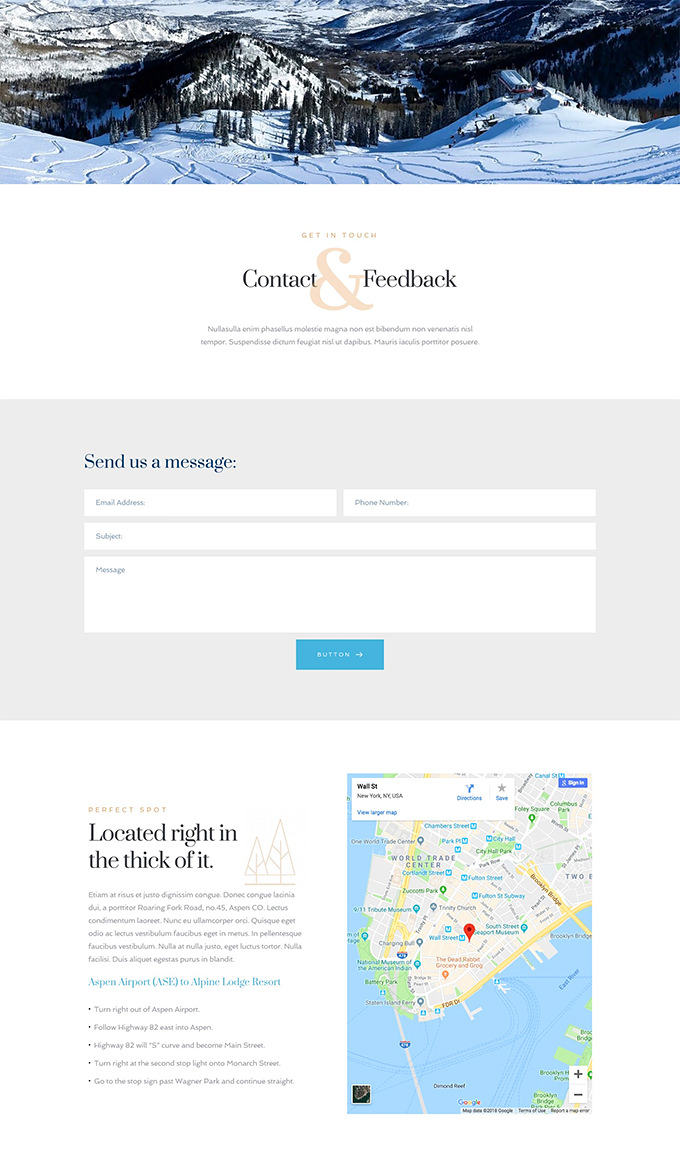 GET IN TOUCH
Contact & Feedback
Nullasulla enim phasellus molestie magna non est bibendum non venenatis nisl
tempor. Suspendisse dictum feugiat nisl ut dapibus. Mauris iaculis porttitor posuere.
Send us a message:
Email Address:
Phone Number:
Subject:
Message
BUTTON →
PERFECT SPOT
Located right in
the thick of it.
Etiam at risus et justo dignissim congue. Donec congue lacinia
dui, a porttitor Roaring Fork Road, no.45, Aspen CO. Lectus
condimentum laoreet. Nunc eu ullamcorper orci. Quisque eget
odio ac lectus vestibulum faucibus eget in metus. In pellentesque
faucibus vestibulum. Nulla at nulla justo, eget luctus tortor. Nulla
facilisi. Duis aliquet egestas purus in blandit.
Aspen Airport (ASE) to Alpine Lodge Resort
• Turn right out of Aspen Airport.
• Follow Highway 82 east into Aspen.
• Highway 82 will "S" curve and become Main Street.
• Turn right at the second stop light onto Monarch Street.
• Go to the stop sign past Wagner Park and continue straight.
Wall St
New York, NY, USA
Directions
Save
View larger map
Sign in
Canal St
Columbus
Park
Foley Square
Chambers Street
One World Trade Center
Park Pl
City Hall
City Hall Park
WORLD TRADE
CENTER
Park Row
Cortlandt Street
Fulton Street
TWO B
Zuccotti Park
Fulton Street
Brooklyn Bridge
9/11 Tribute Museum
Trinity Church
South Street
Seaport Museum
Wall Street
Charging Bull
National Museum of
the American Indian
The Dead Rabbit
Grocery and Grog
Battery Park
Staten Island Ferry
FDR Dr
East River
Dimond Reef
Brooklyn Bridge
+
−
Google
Map data ©2018 Google
Terms of Use
Report a map error